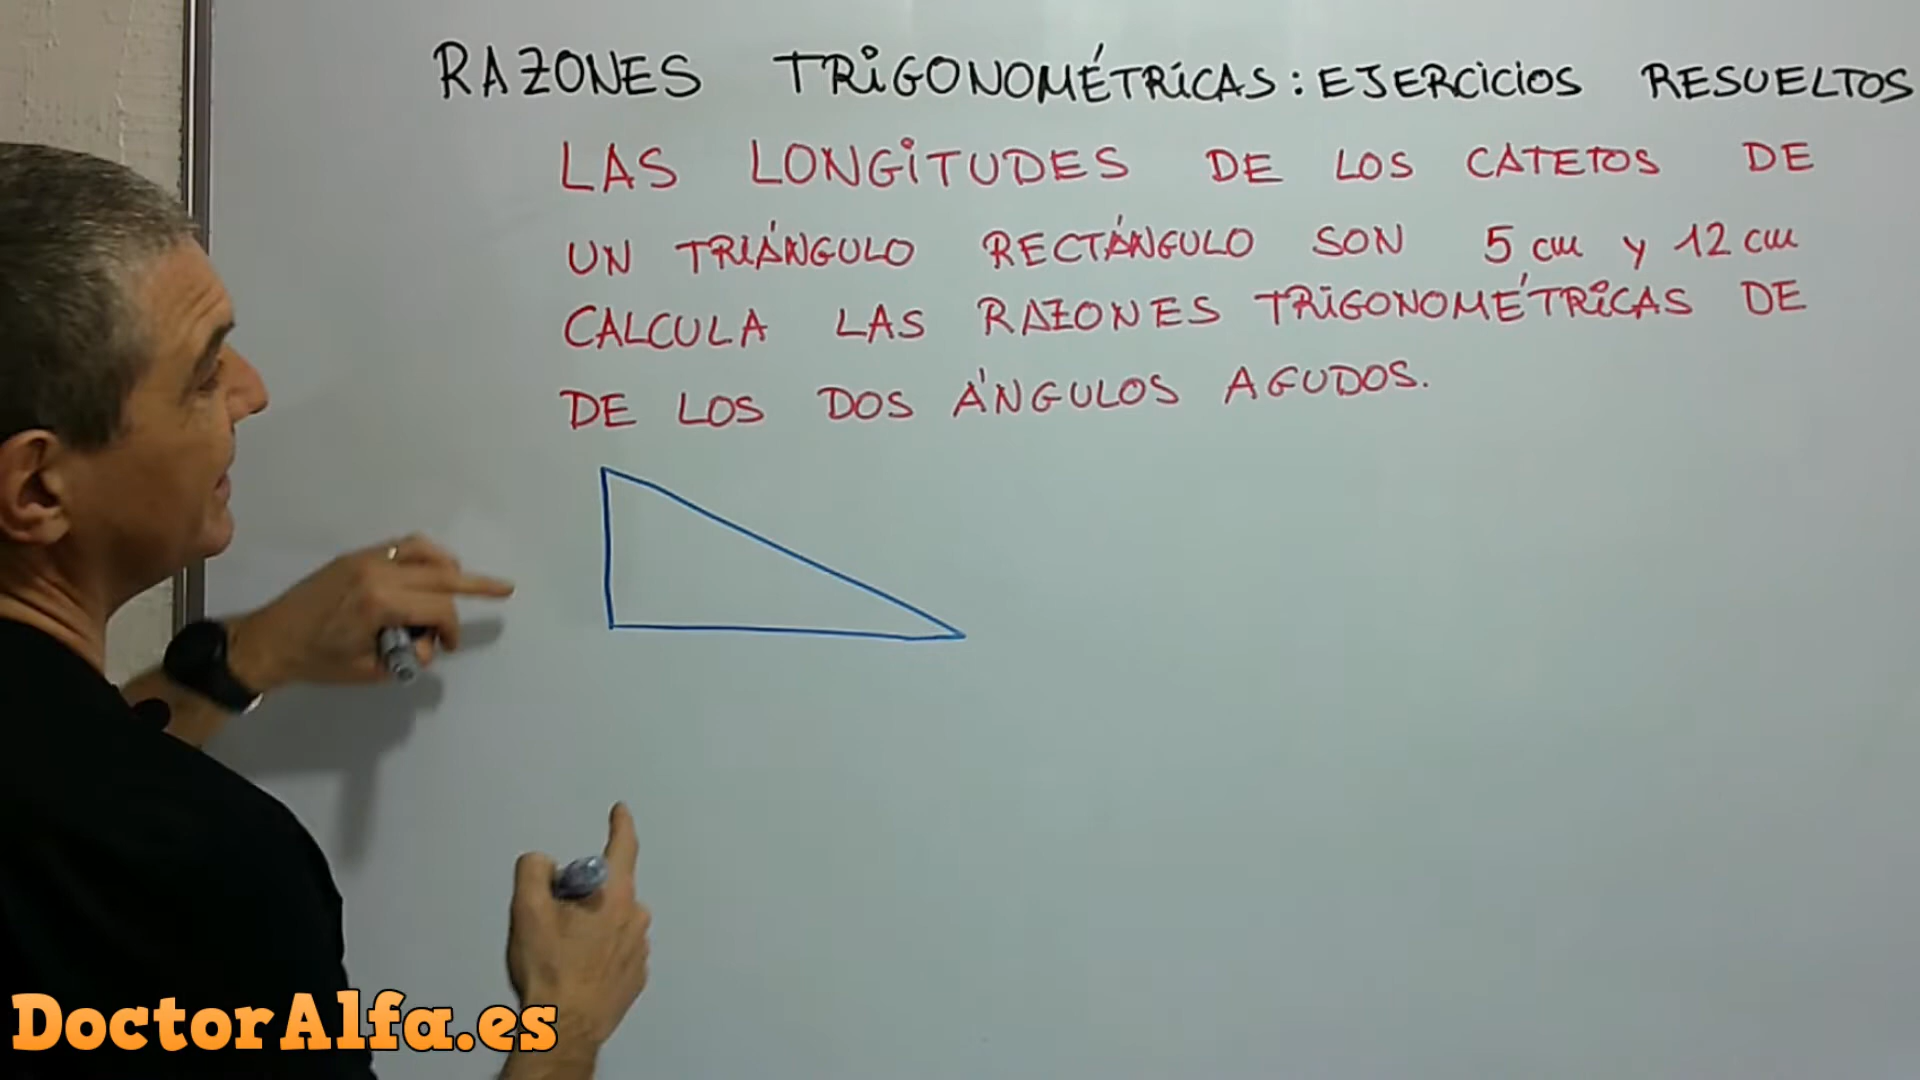 RAZONES TRIGONOMÉTRICAS: EJERCICIOS RESUELTOS
LAS LONGITUDES DE LOS CATETOS DE
UN TRIÁNGULO RECTÁNGULO SON 5 cm y 12 cm
CALCULA LAS RAZONES TRIGONOMÉTRICAS DE
DE LOS DOS ÁNGULOS AGUDOS.
DoctorAlfa.es